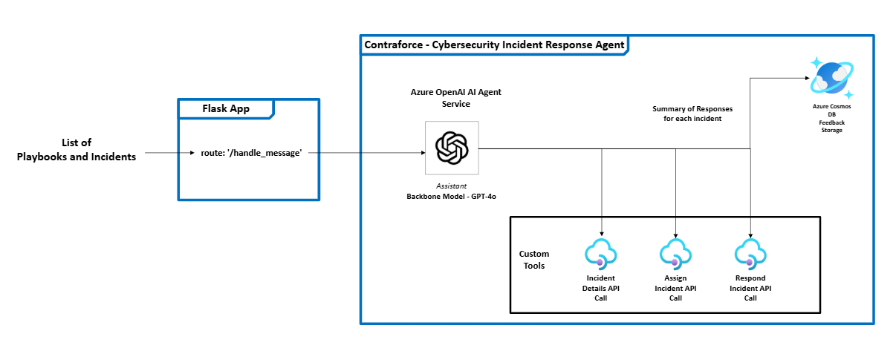 Contraforce - Cybersecurity Incident Response Agent
Flask App
List of
Playbooks and Incidents
route: '/handle_message'
Azure OpenAI AI Agent
Service
Assistant
Backbone Model - GPT-4o
Summary of Responses
for each incident
Azure Cosmos
DB
Feedback
Storage
Custom
Tools
Incident
Details API
Call
Assign
Incident API
Call
Respond
Incident API
Call